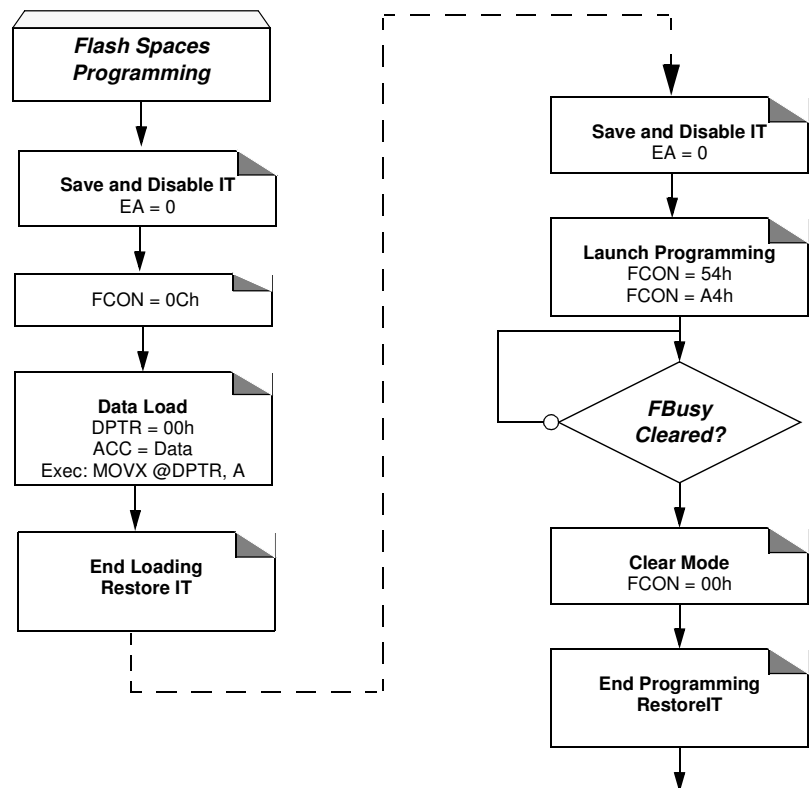 Flash Spaces
Programming
Save and Disable IT
EA = 0
FCON = 0Ch
Data Load
DPTR = 00h
ACC = Data
Exec: MOVX @DPTR, A
End Loading
Restore IT
Save and Disable IT
EA = 0
Launch Programming
FCON = 54h
FCON = A4h
FBusy
Cleared?
Clear Mode
FCON = 00h
End Programming
RestoreIT